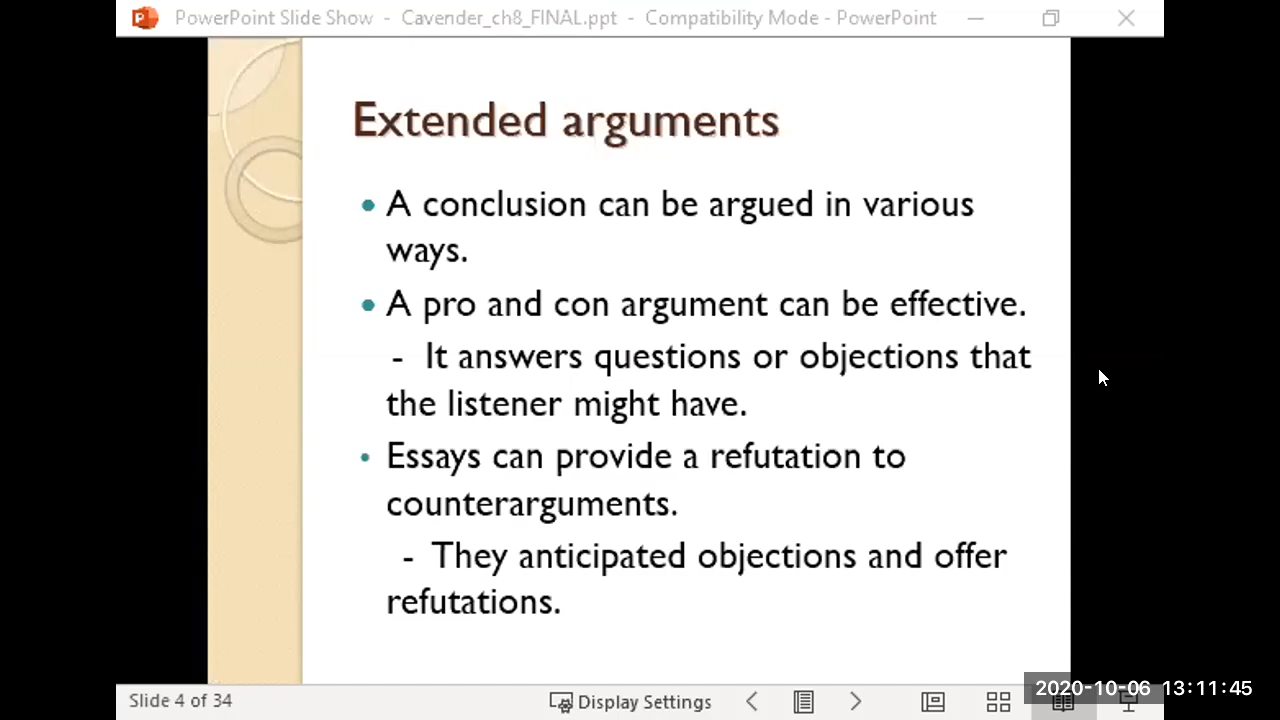 PowerPoint Slide Show - Cavender_ch8_FINAL.ppt - Compatibility Mode - PowerPoint
Extended arguments
• A conclusion can be argued in various
ways.
• A pro and con argument can be effective.
- It answers questions or objections that
the listener might have.
• Essays can provide a refutation to
counterarguments.
- They anticipated objections and offer
refutations.
Slide 4 of 34
Display Settings
2020-10-06 13:11:45